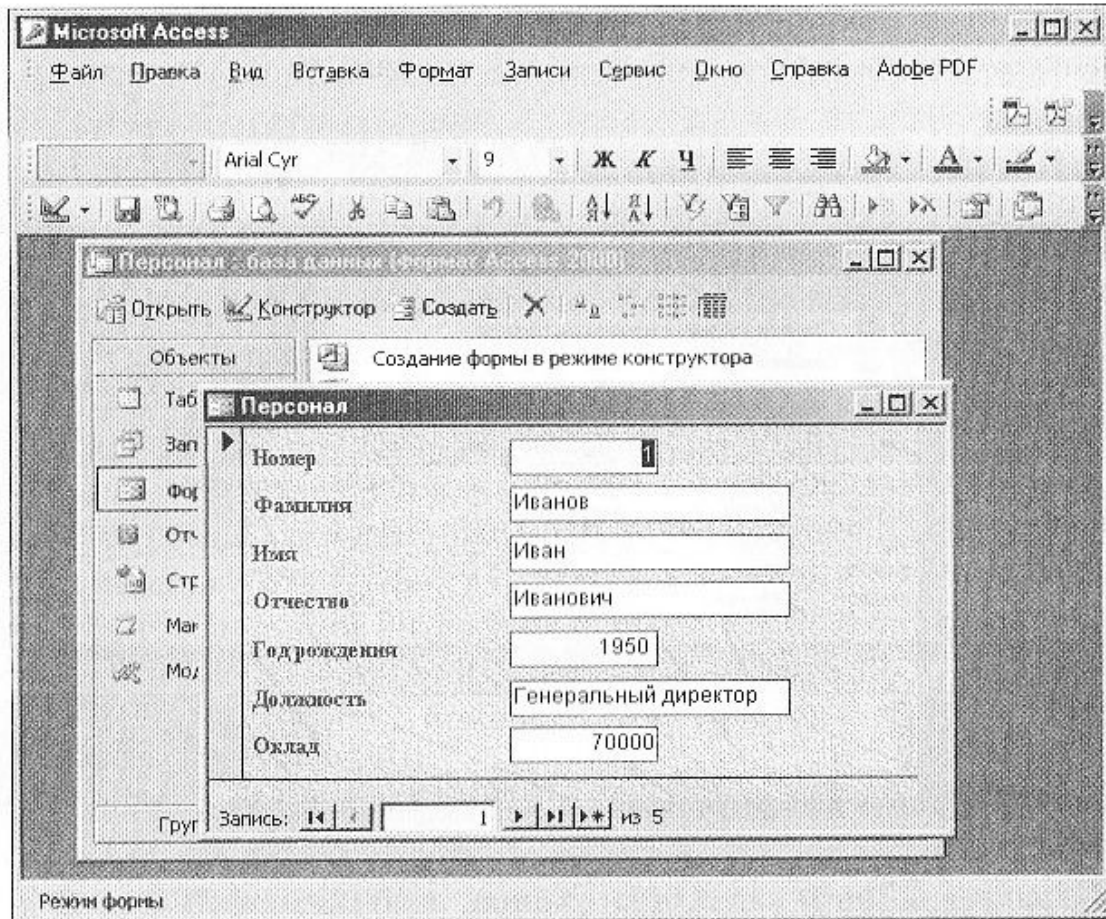 Microsoft Access
Файл Правка Вид Вставка Формат Записи Сервис Окно Справка Adobe PDF
Arial Cyr 9 Ж К Ч
Персонал - база данных (формат Access 2000)
Открыть Конструктор Создать
Объекты Создание формы в режиме конструктора
Таб
Зап
Фор
Отч
Стр
Мак
Мод
Груп
Персонал
Номер 1
Фамилия Иванов
Имя Иван
Отчество Иванович
Год рождения 1950
Должность Генеральный директор
Оклад 70000
Запись: 1 из 5
Режим формы